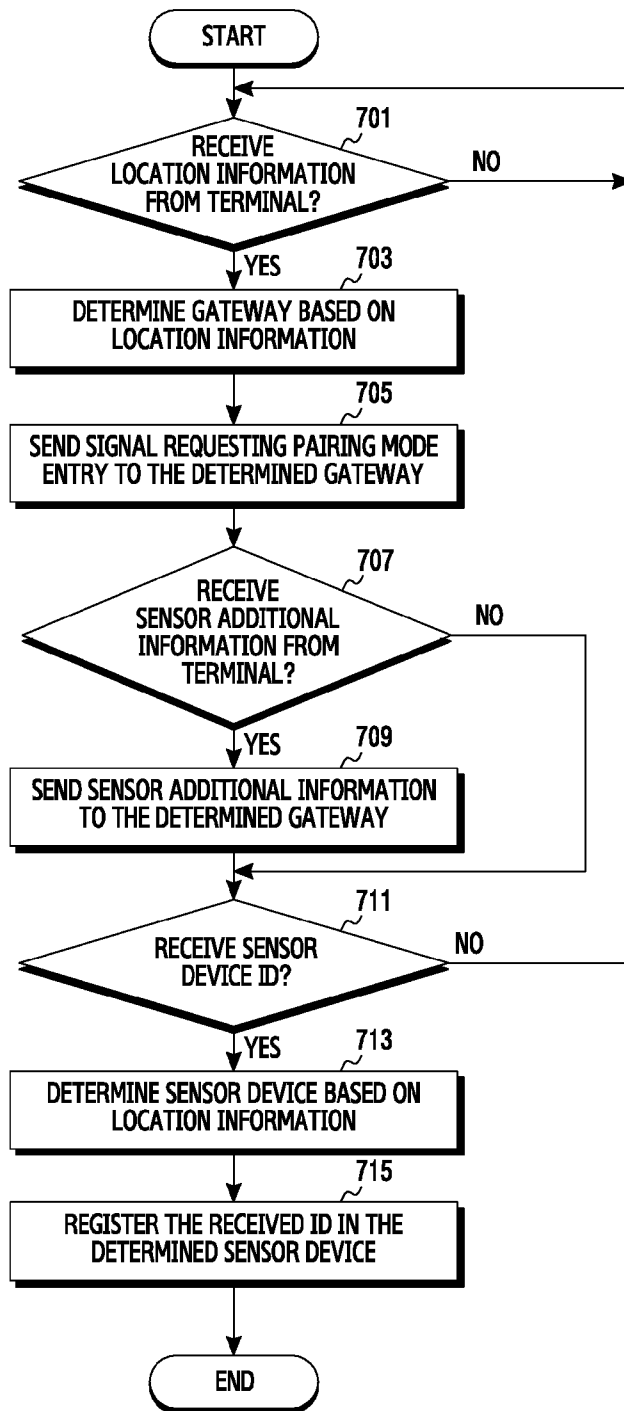 START
701
RECEIVE
LOCATION INFORMATION
FROM TERMINAL?
NO
YES
703
DETERMINE GATEWAY BASED ON
LOCATION INFORMATION
705
SEND SIGNAL REQUESTING PAIRING MODE
ENTRY TO THE DETERMINED GATEWAY
707
RECEIVE
SENSOR ADDITIONAL
INFORMATION FROM
TERMINAL?
NO
YES
709
SEND SENSOR ADDITIONAL INFORMATION
TO THE DETERMINED GATEWAY
711
RECEIVE SENSOR
DEVICE ID?
NO
YES
713
DETERMINE SENSOR DEVICE BASED ON
LOCATION INFORMATION
715
REGISTER THE RECEIVED ID IN THE
DETERMINED SENSOR DEVICE
END